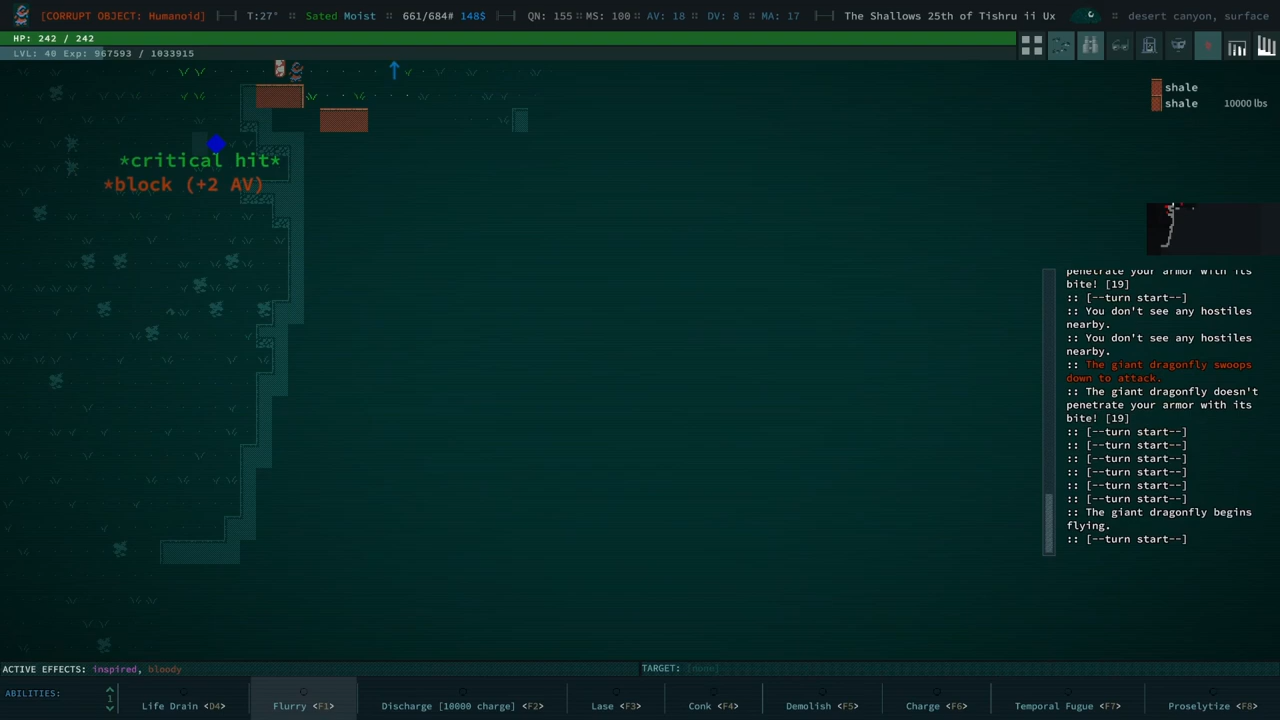 [CORRUPT OBJECT: Humanoid] T:27° Sated Moist 661/684# 148$ QN: 155 MS: 100 AV: 18 DV: 8 MA: 17 The Shallows 25th of Tishru ii Ux desert canyon, surface
HP: 242 / 242
LVL: 40 Exp: 967593 / 1033915
shale
shale 10000 lbs
*critical hit*
*block (+2 AV)
penetrate your armor with its
bite! [19]
:: [--turn start--]
:: You don't see any hostiles
nearby.
:: You don't see any hostiles
nearby.
:: The giant dragonfly swoops
down to attack.
:: The giant dragonfly doesn't
penetrate your armor with its
bite! [19]
:: [--turn start--]
:: [--turn start--]
:: [--turn start--]
:: [--turn start--]
:: [--turn start--]
:: [--turn start--]
:: The giant dragonfly begins
flying.
:: [--turn start--]
ACTIVE EFFECTS: inspired, bloody
TARGET: [none]
ABILITIES: 1 Life Drain <D4> Flurry <F1> Discharge [10000 charge] <F2> Lase <F3> Conk <F4> Demolish <F5> Charge <F6> Temporal Fugue <F7> Proselytize <F8>